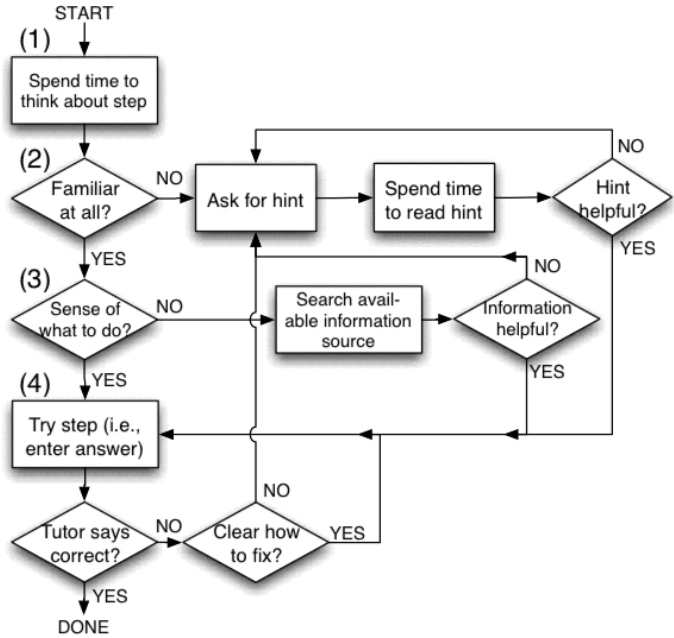 START
(1)
Spend time to
think about step
(2)
Familiar
at all?
NO
Ask for hint
Spend time
to read hint
Hint
helpful?
NO
YES
YES
(3)
Sense of
what to do?
NO
Search avail-
able information
source
Information
helpful?
NO
YES
YES
(4)
Try step (i.e.,
enter answer)
Tutor says
correct?
NO
Clear how
to fix?
NO
YES
YES
DONE